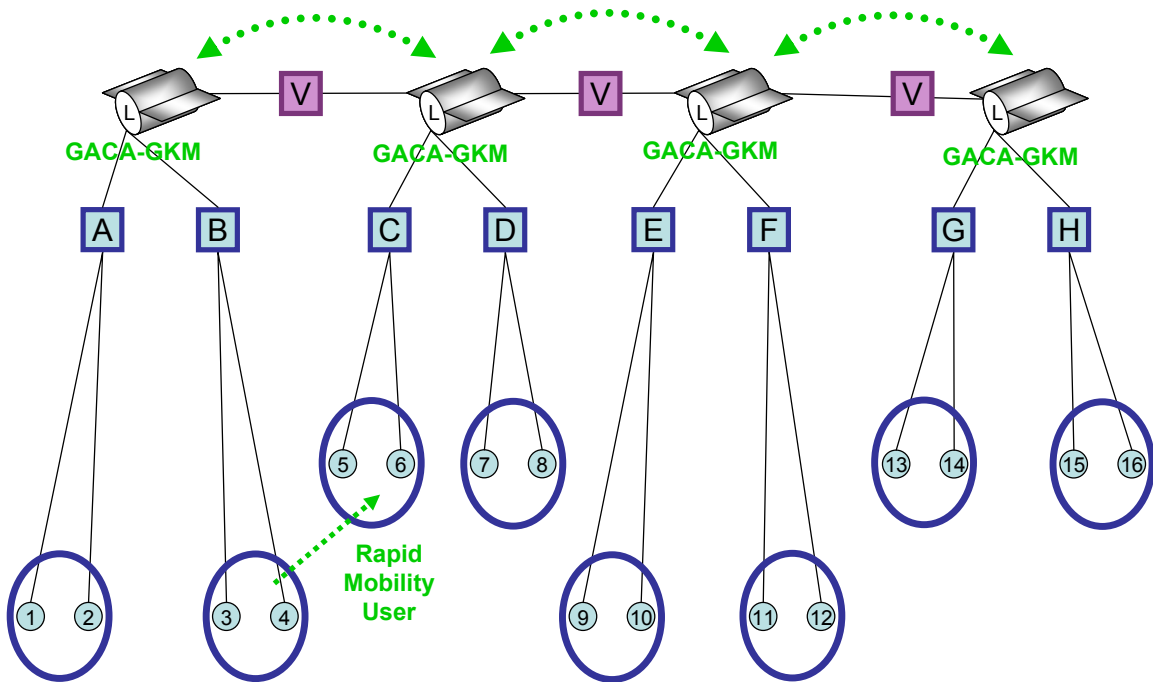 V
V
V
L
L
L
L
GACA-GKM
GACA-GKM
GACA-GKM
GACA-GKM
A
B
C
D
E
F
G
H
5
6
7
8
13
14
15
16
Rapid
Mobility
User
1
2
3
4
9
10
11
12